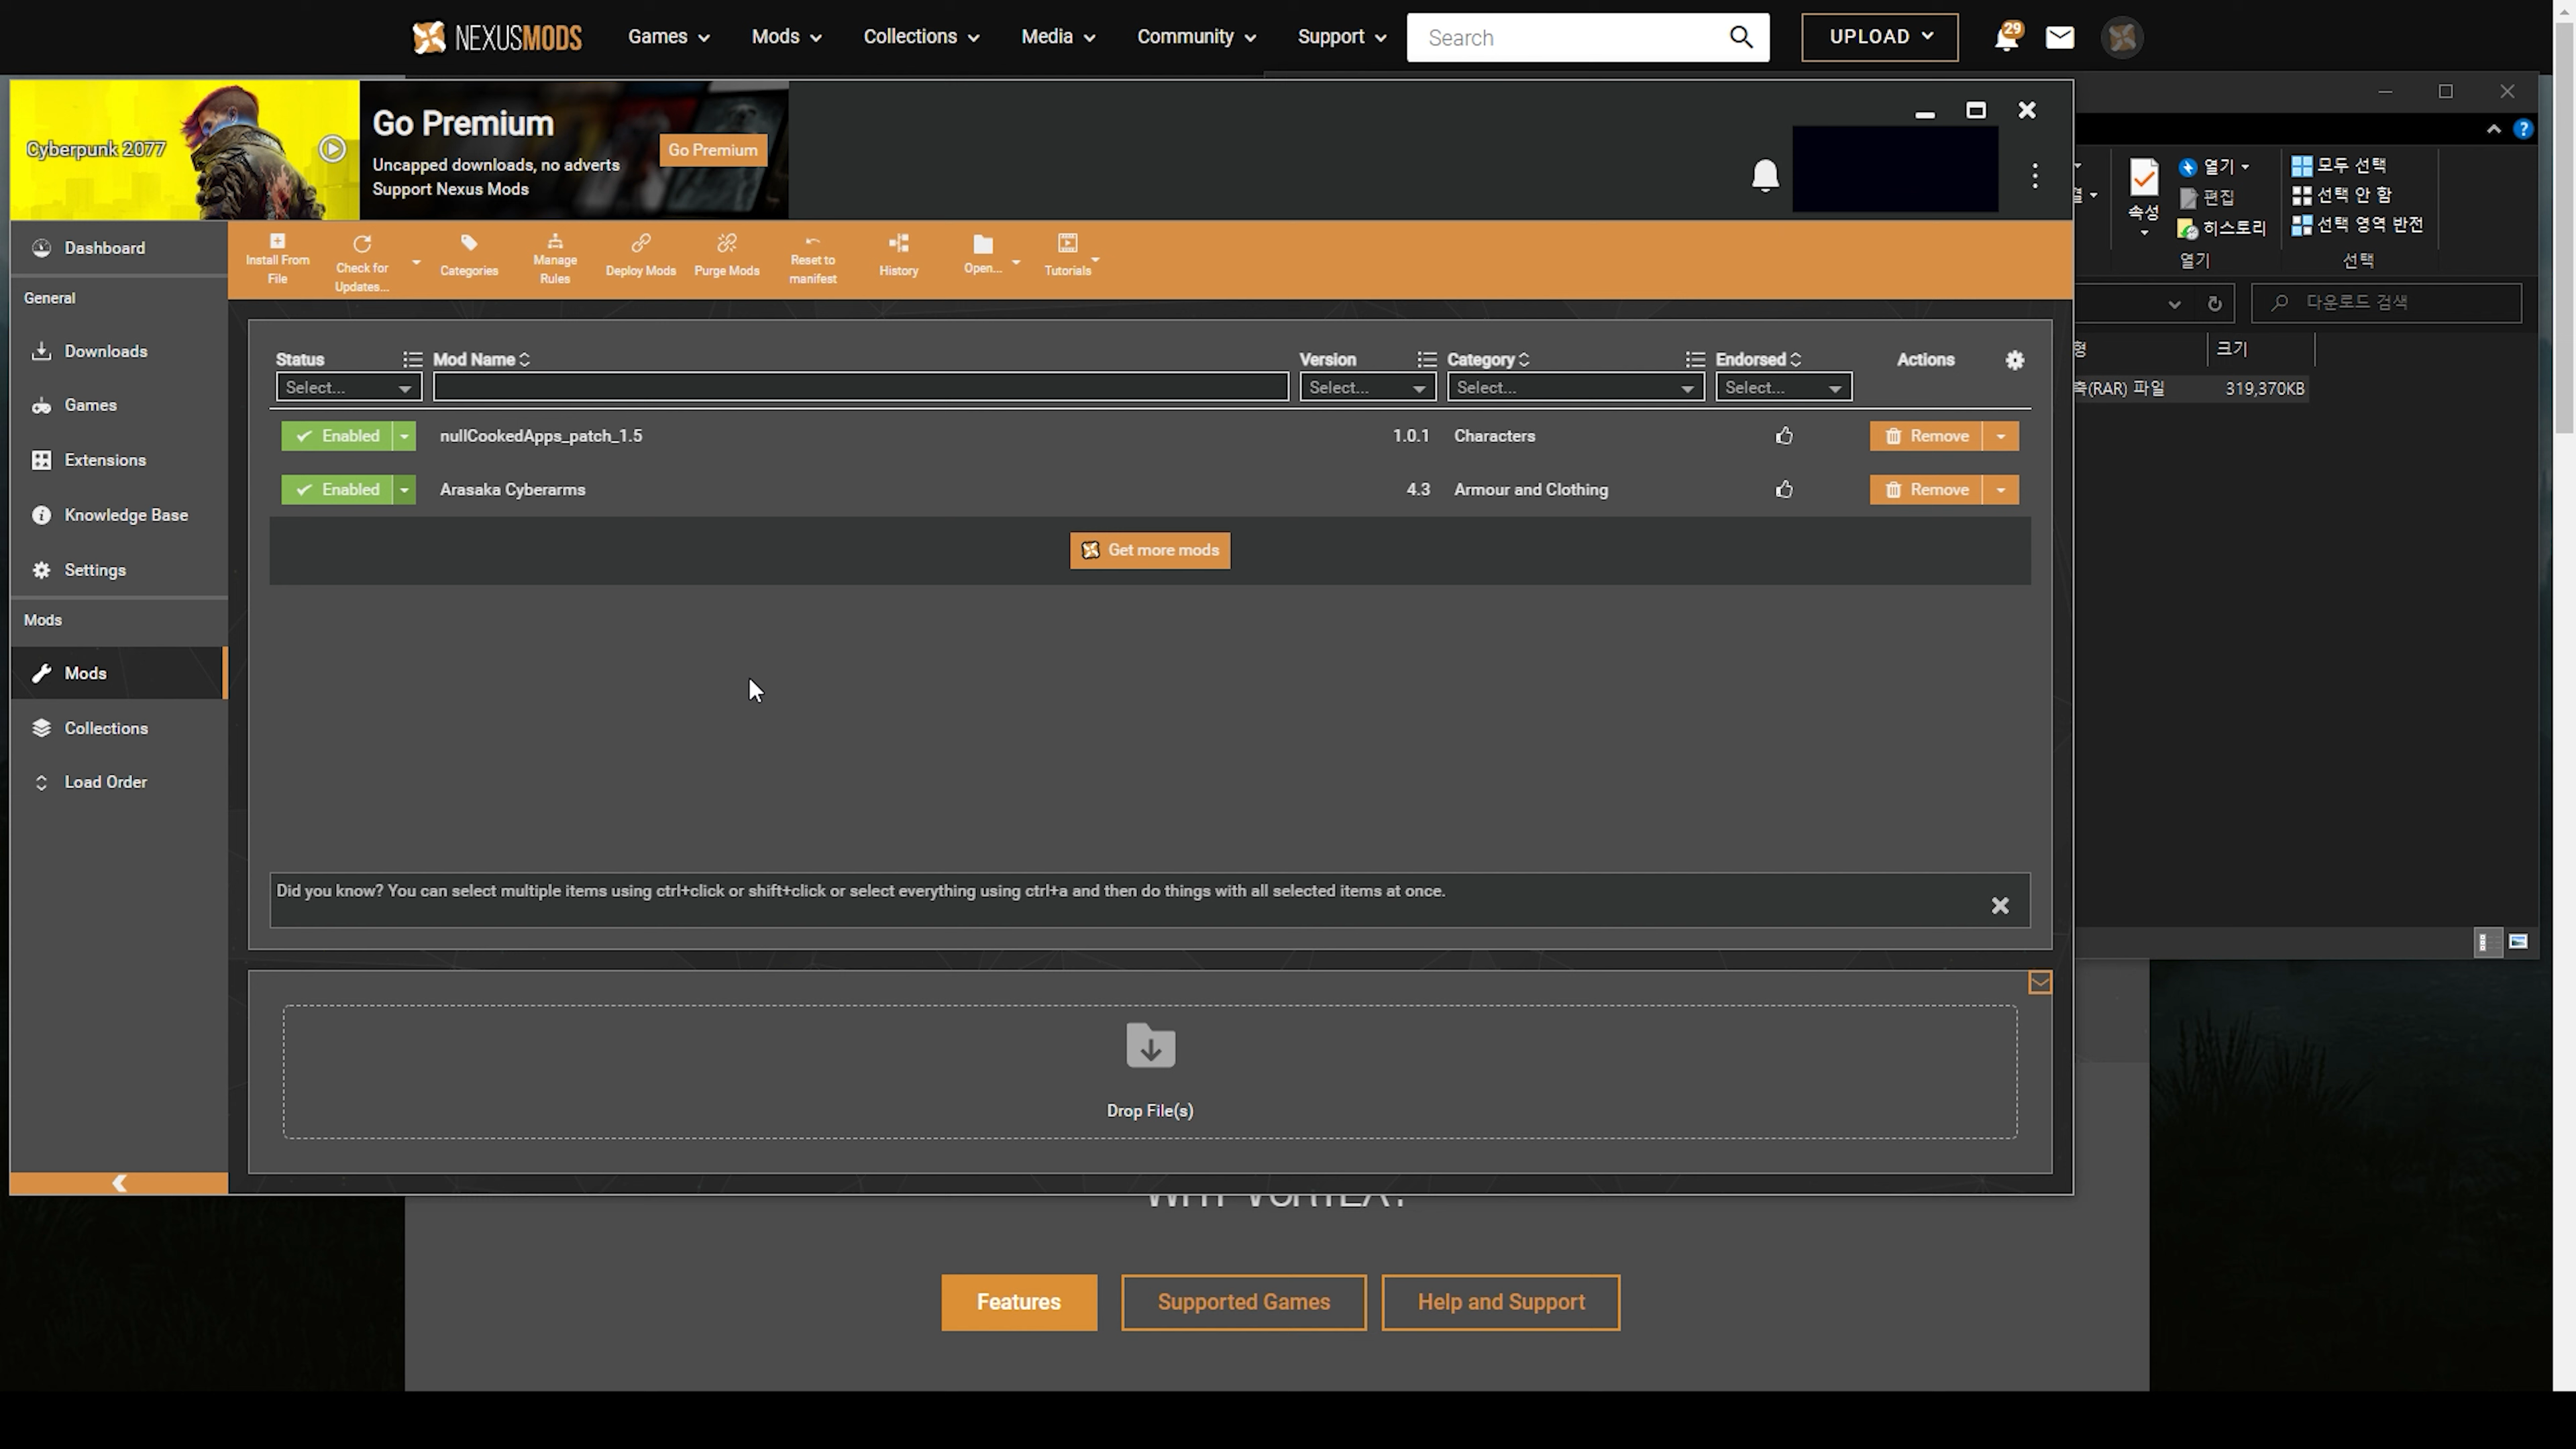 NEXUSMODS
Games
Mods
Collections
Media
Community
Support
Search
UPLOAD
29
Cyberpunk 2077
Go Premium
Uncapped downloads, no adverts
Support Nexus Mods
Go Premium
열기
모두 선택
편집
선택 안 함
속성
히스토리
선택 영역 반전
열기
선택
Dashboard
Install From
File
Check for
Updates...
Categories
Manage
Rules
Deploy Mods
Purge Mods
Reset to
manifest
History
Open...
Tutorials
General
Downloads
Games
Extensions
Knowledge Base
Settings
Mods
Mods
Collections
Load Order
다운로드 검색
형
크기
축(RAR) 파일
319,370KB
Status
Mod Name
Version
Category
Endorsed
Actions
Select...
Select...
Select...
Select...
Enabled
nullCookedApps_patch_1.5
1.0.1
Characters
Remove
Enabled
Arasaka Cyberarms
4.3
Armour and Clothing
Remove
Get more mods
Did you know? You can select multiple items using ctrl+click or shift+click or select everything using ctrl+a and then do things with all selected items at once.
Drop File(s)
WHY VORTEX?
Features
Supported Games
Help and Support